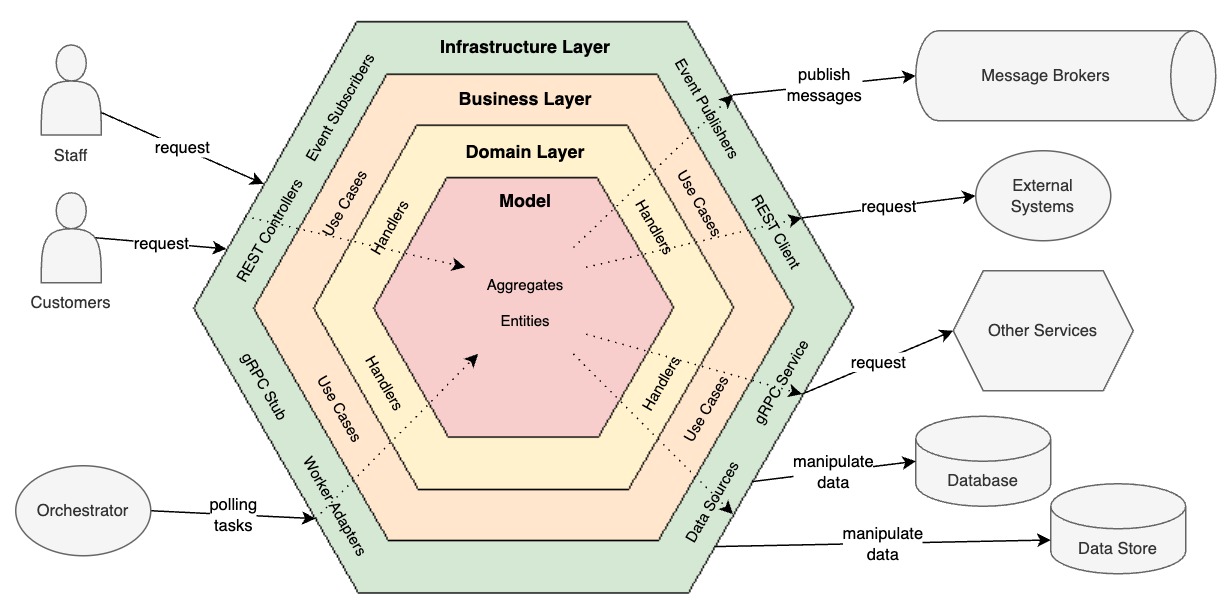 Infrastructure Layer
Business Layer
Domain Layer
Model
Aggregates
Entities
Staff
request
Customers
request
Orchestrator
polling
tasks
Event Subscribers
REST Controllers
gRPC Stub
Worker Adapters
Use Cases
Handlers
Use Cases
Handlers
Handlers
Use Cases
Handlers
Use Cases
Event Publishers
REST Client
gRPC Service
Data Sources
publish
messages
Message Brokers
request
External
Systems
request
Other Services
manipulate
data
Database
manipulate
data
Data Store